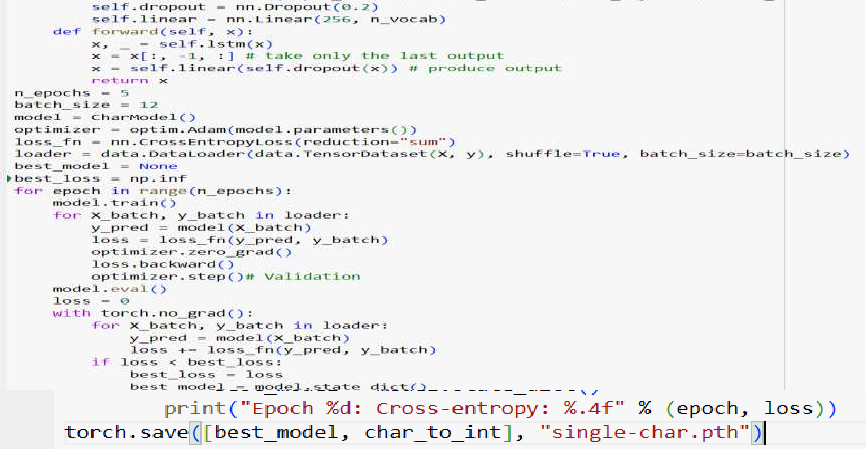 self.dropout = nn.Dropout(0.2)
self.linear = nn.Linear(256, n_vocab)
def forward(self, x):
x, _ = self.lstm(x)
x = x[:, -1, :] # take only the last output
x = self.linear(self.dropout(x)) # produce output
return x
n_epochs = 5
batch_size = 12
model = CharModel()
optimizer = optim.Adam(model.parameters())
loss_fn = nn.CrossEntropyLoss(reduction="sum")
loader = data.DataLoader(data.TensorDataset(X, y), shuffle=True, batch_size=batch_size)
best_model = None
best_loss = np.inf
for epoch in range(n_epochs):
model.train()
for X_batch, y_batch in loader:
y_pred = model(X_batch)
loss = loss_fn(y_pred, y_batch)
optimizer.zero_grad()
loss.backward()
optimizer.step()# Validation
model.eval()
loss = 0
with torch.no_grad():
for X_batch, y_batch in loader:
y_pred = model(X_batch)
loss += loss_fn(y_pred, y_batch)
if loss < best_loss:
best_loss = loss
best_model = model.state_dict()
print("Epoch %d: Cross-entropy: %.4f" % (epoch, loss))
torch.save([best_model, char_to_int], "single-char.pth")